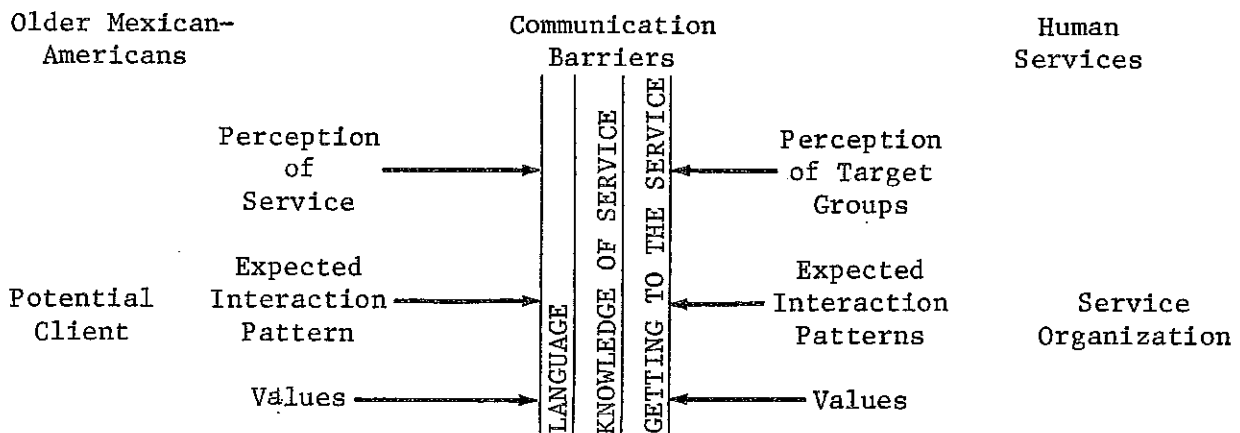 Older Mexican-
Americans
Communication
Barriers
Human
Services
Perception
of
Service
Perception
of Target
Groups
Potential
Client
Expected
Interaction
Pattern
Values
LANGUAGE
KNOWLEDGE OF SERVICE
GETTING TO THE SERVICE
Expected
Interaction
Patterns
Values
Service
Organization